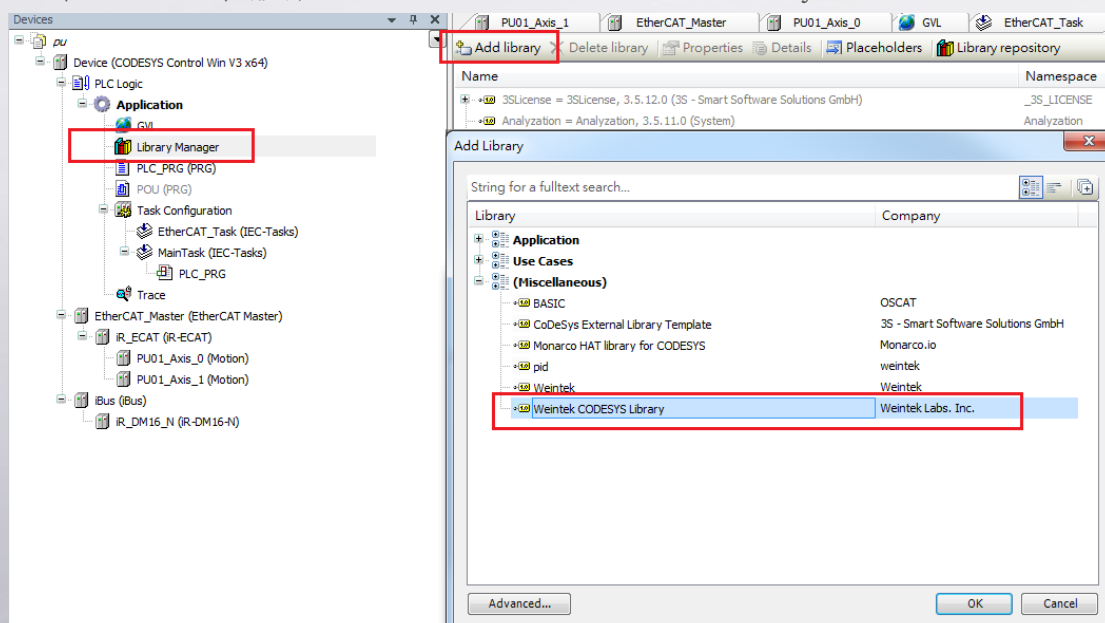 Devices
pu
Device (CODESYS Control Win V3 x64)
PLC Logic
Application
GVL
Library Manager
PLC_PRG (PRG)
POU (PRG)
Task Configuration
EtherCAT_Task (IEC-Tasks)
MainTask (IEC-Tasks)
PLC_PRG
Trace
EtherCAT_Master (EtherCAT Master)
iR_ECAT (iR-ECAT)
PU01_Axis_0 (Motion)
PU01_Axis_1 (Motion)
iBus (iBus)
iR_DM16_N (iR-DM16-N)
PU01_Axis_1 EtherCAT_Master PU01_Axis_0 GVL EtherCAT_Task
Add library Delete library Properties Details Placeholders Library repository
Name Namespace
3SLicense = 3SLicense, 3.5.12.0 (3S - Smart Software Solutions GmbH) _3S_LICENSE
Analyzation = Analyzation, 3.5.11.0 (System) Analyzation
Add Library
String for a fulltext search...
Library Company
Application
Use Cases
(Miscellaneous)
BASIC OSCAT
CoDeSys External Library Template 3S - Smart Software Solutions GmbH
Monarco HAT library for CODESYS Monarco.io
pid weintek
Weintek Weintek
Weintek CODESYS Library Weintek Labs. Inc.
Advanced... OK Cancel